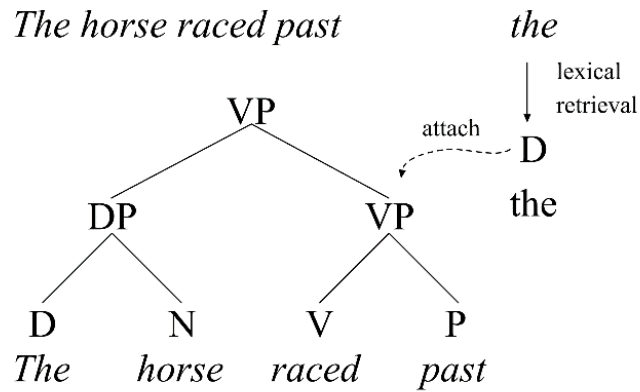 The horse raced past the
lexical
retrieval
VP
attach
D
the
DP VP
D N V P
The horse raced past